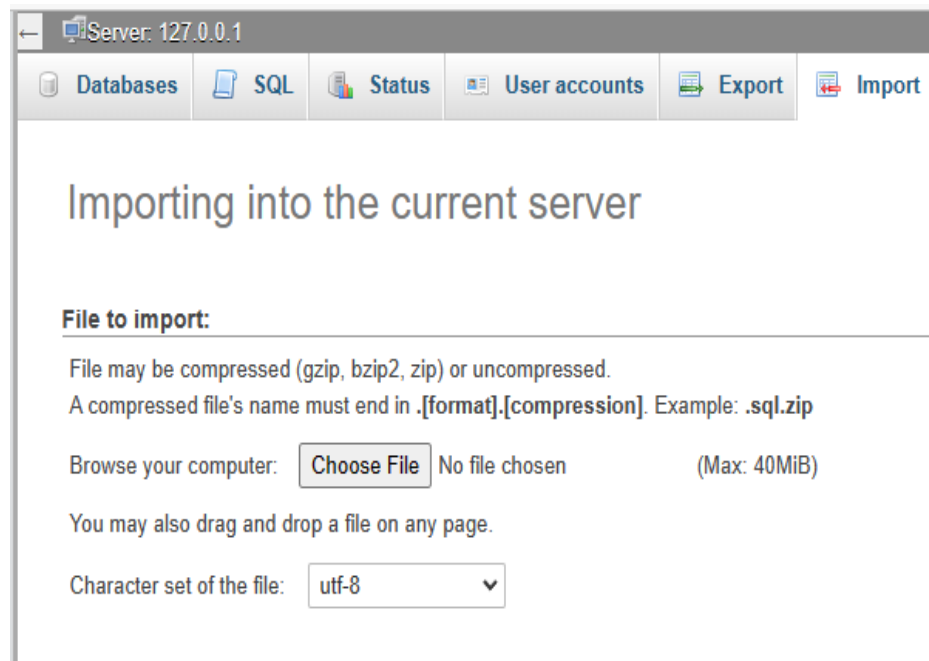 Server: 127.0.0.1
Databases SQL Status User accounts Export Import
Importing into the current server
File to import:
File may be compressed (gzip, bzip2, zip) or uncompressed.
A compressed file's name must end in .[format].[compression]. Example: .sql.zip
Browse your computer: Choose File No file chosen (Max: 40MiB)
You may also drag and drop a file on any page.
Character set of the file: utf-8